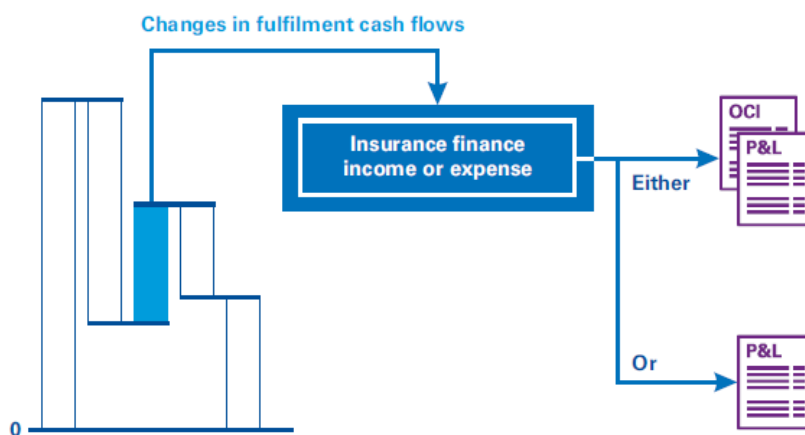 Changes in fulfilment cash flows
Insurance finance
income or expense
OCI
P&L
Either
P&L
Or
0